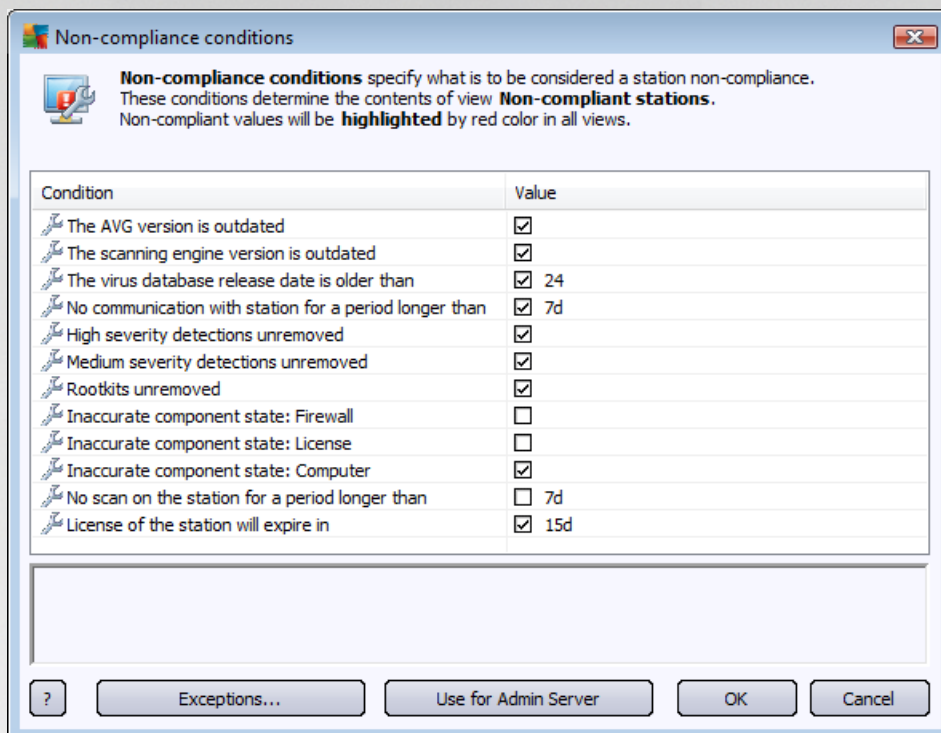 Non-compliance conditions
Non-compliance conditions specify what is to be considered a station non-compliance.
These conditions determine the contents of view Non-compliant stations.
Non-compliant values will be highlighted by red color in all views.
Condition Value
The AVG version is outdated
The scanning engine version is outdated
The virus database release date is older than 24
No communication with station for a period longer than 7d
High severity detections unremoved
Medium severity detections unremoved
Rootkits unremoved
Inaccurate component state: Firewall
Inaccurate component state: License
Inaccurate component state: Computer
No scan on the station for a period longer than 7d
License of the station will expire in 15d
? Exceptions... Use for Admin Server OK Cancel